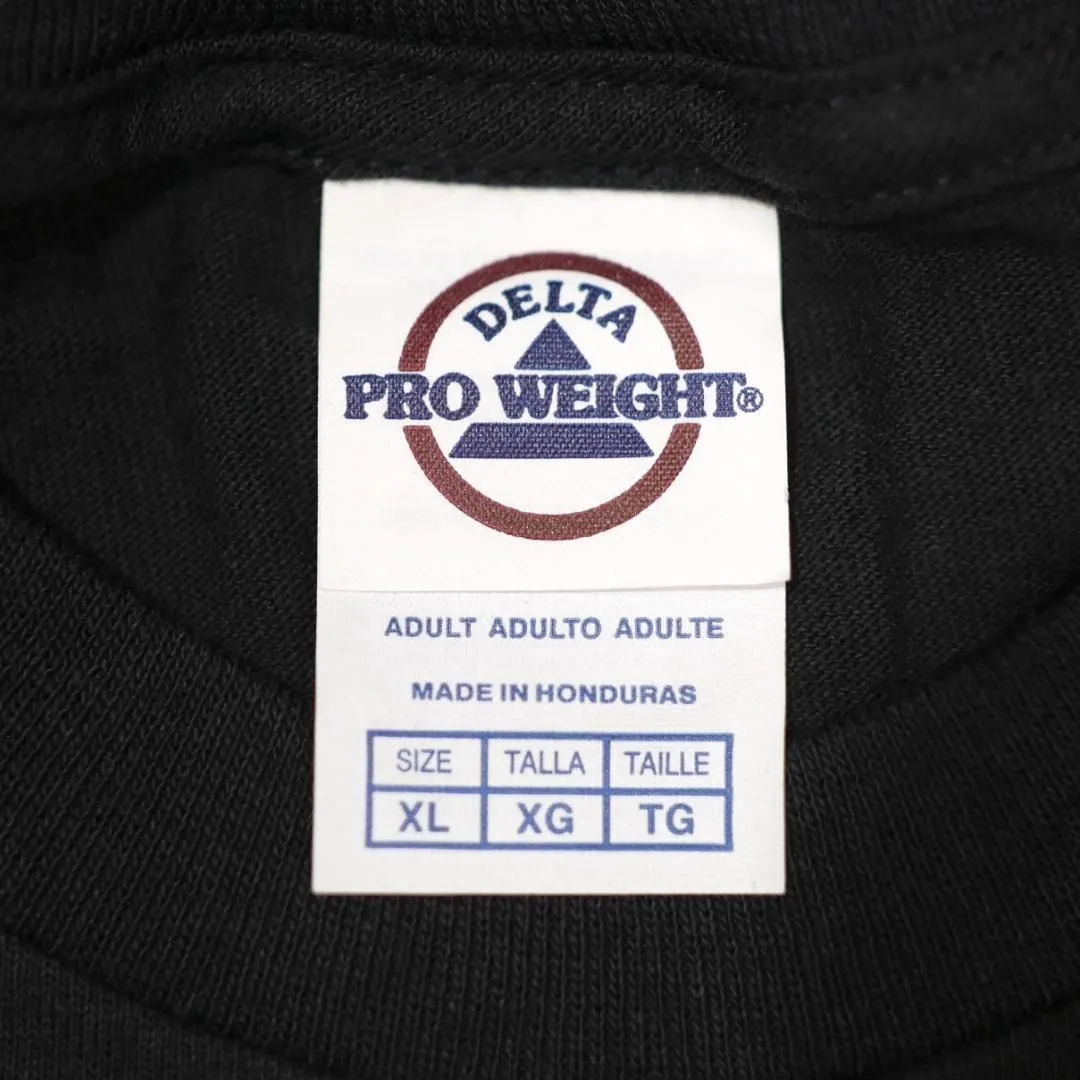 DELTA
PRO WEIGHT®
ADULT ADULTO ADULTE
MADE IN HONDURAS
SIZE TALLA TAILLE
XL XG TG